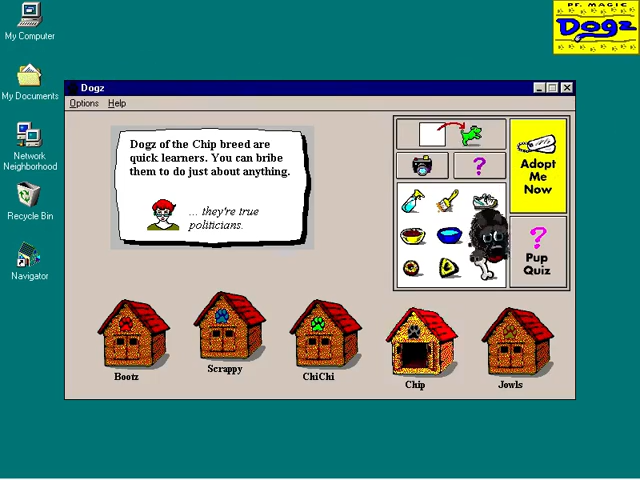 My Computer
P.F. MAGIC
Dogz
My Documents
Dogz
Options Help
Dogz of the Chip breed are
quick learners. You can bribe
them to do just about anything.
... they're true
politicians.
?
Adopt
Me
Now
Network
Neighborhood
Recycle Bin
?
Pup
Quiz
Navigator
Bootz
Scrappy
ChiChi
Chip
Jowls